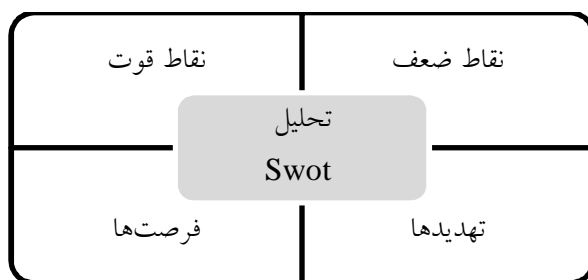 نقاط ضعف
نقاط قوت
تحلیل
Swot
تهدیدها
فرصت‌ها